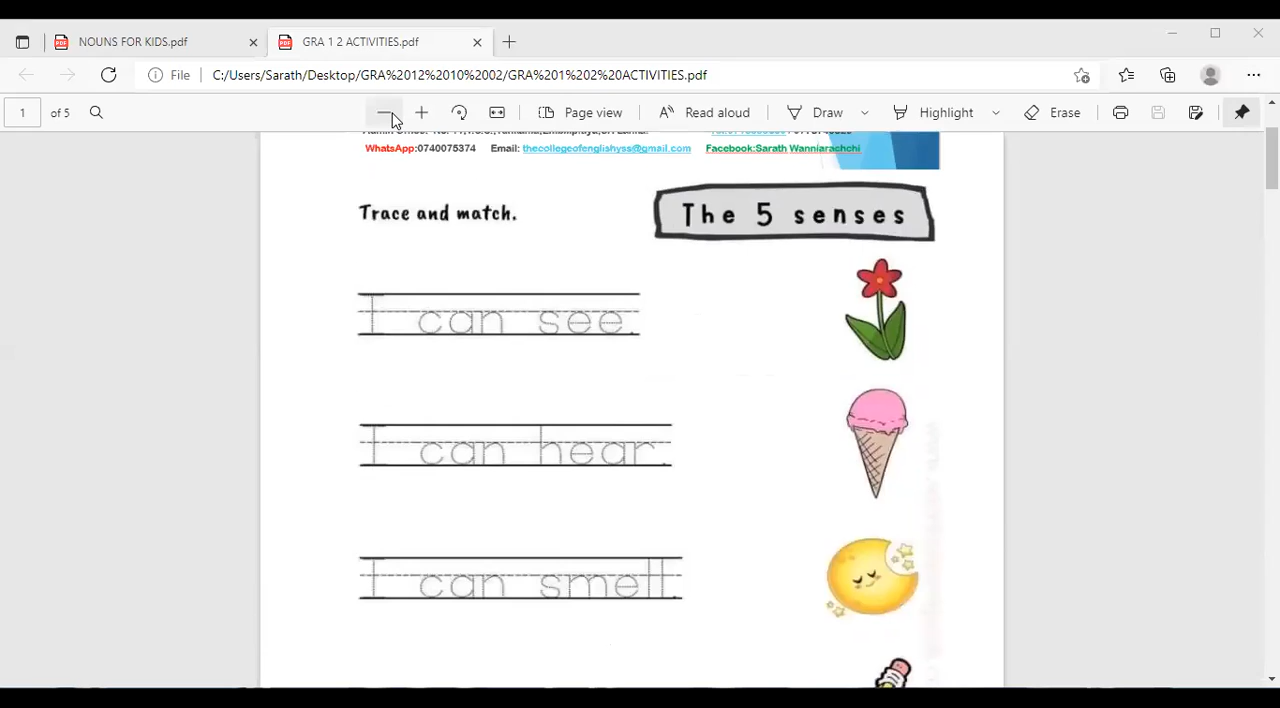 NOUNS FOR KIDS.pdf
GRA 1 2 ACTIVITIES.pdf
File C:/Users/Sarath/Desktop/GRA%2012%2010%2002/GRA%201%202%20ACTIVITIES.pdf
1 of 5 Page view Read aloud Draw Highlight Erase
WhatsApp:0740075374 Email: thecollegeofenglishyss@gmail.com Facebook:Sarath Wanniarachchi
Trace and match.
The 5 senses
I can see.
I can hear.
I can smell.